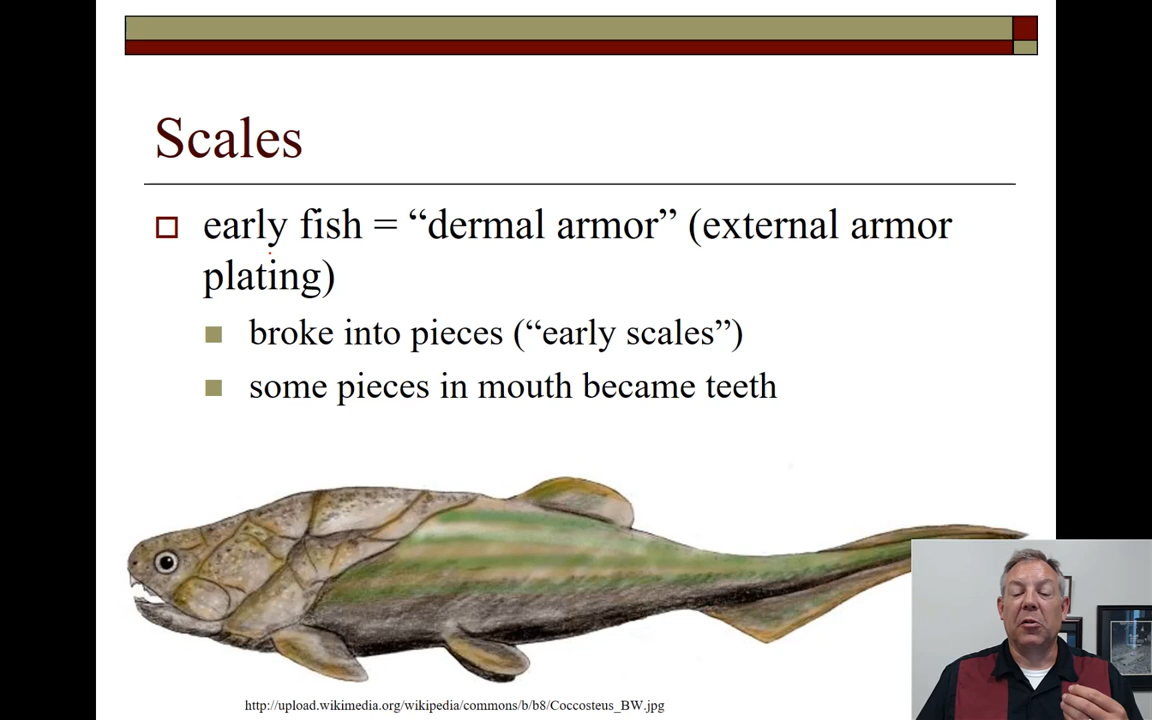 Scales
early fish = “dermal armor” (external armor
plating)
broke into pieces (“early scales”)
some pieces in mouth became teeth
http://upload.wikimedia.org/wikipedia/commons/b/b8/Coccosteus_BW.jpg